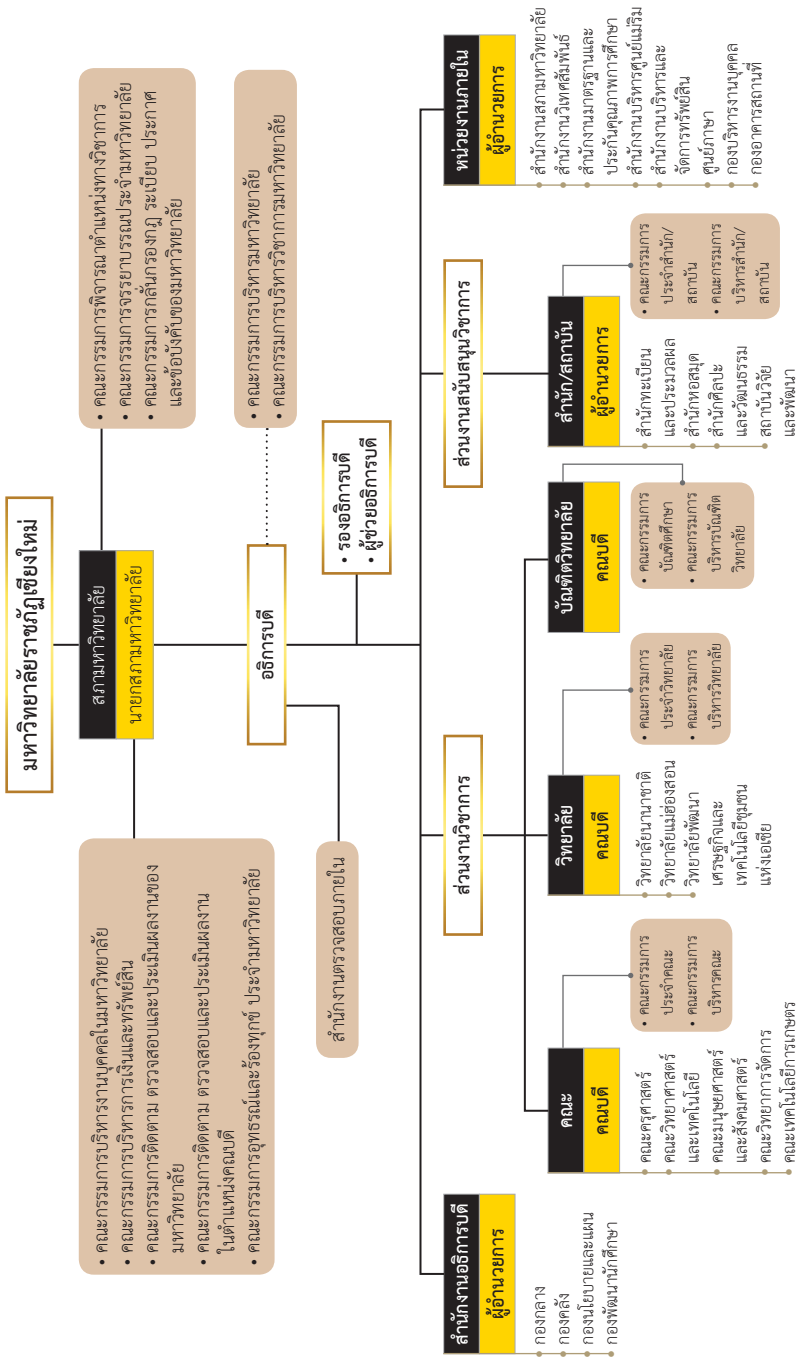 มหาวิทยาลัยราชภัฏเชียงใหม่
สภามหาวิทยาลัย
นายกสภามหาวิทยาลัย
• คณะกรรมการบริหารงานบุคคลในมหาวิทยาลัย
• คณะกรรมการบริหารการเงินและทรัพย์สิน
• คณะกรรมการติดตาม ตรวจสอบและประเมินผลงานของ
มหาวิทยาลัย
• คณะกรรมการติดตาม ตรวจสอบและประเมินผลงาน
ในตำแหน่งคณบดี
• คณะกรรมการอุทธรณ์และร้องทุกข์ ประจำมหาวิทยาลัย
• คณะกรรมการพิจารณาตำแหน่งทางวิชาการ
• คณะกรรมการจรรยาบรรณประจำมหาวิทยาลัย
• คณะกรรมการกลั่นกรองกฎ ระเบียบ ประกาศ
และข้อบังคับของมหาวิทยาลัย
อธิการบดี
• คณะกรรมการบริหารมหาวิทยาลัย
• คณะกรรมการบริหารวิชาการมหาวิทยาลัย
สำนักงานตรวจสอบภายใน
• รองอธิการบดี
• ผู้ช่วยอธิการบดี
สำนักงานอธิการบดี
ผู้อำนวยการ
กองกลาง
กองคลัง
กองนโยบายและแผน
กองพัฒนานักศึกษา
ส่วนงานวิชาการ
คณะ
คณบดี
คณะครุศาสตร์
คณะวิทยาศาสตร์
และเทคโนโลยี
คณะมนุษยศาสตร์
และสังคมศาสตร์
คณะวิทยาการจัดการ
คณะเทคโนโลยีการเกษตร
• คณะกรรมการ
ประจำคณะ
• คณะกรรมการ
บริหารคณะ
วิทยาลัย
คณบดี
วิทยาลัยนานาชาติ
วิทยาลัยแม่ฮ่องสอน
วิทยาลัยพัฒนา
เศรษฐกิจและ
เทคโนโลยีชุมชน
แห่งเอเชีย
• คณะกรรมการ
ประจำวิทยาลัย
• คณะกรรมการ
บริหารวิทยาลัย
บัณฑิตวิทยาลัย
คณบดี
• คณะกรรมการ
บัณฑิตศึกษา
• คณะกรรมการ
บริหารบัณฑิต
วิทยาลัย
ส่วนงานสนับสนุนวิชาการ
สำนัก/สถาบัน
ผู้อำนวยการ
สำนักทะเบียน
และประมวลผล
สำนักหอสมุด
สำนักศิลปะ
และวัฒนธรรม
สถาบันวิจัย
และพัฒนา
• คณะกรรมการ
ประจำสำนัก/
สถาบัน
• คณะกรรมการ
บริหารสำนัก/
สถาบัน
หน่วยงานภายใน
ผู้อำนวยการ
สำนักงานสภามหาวิทยาลัย
สำนักงานวิเทศสัมพันธ์
สำนักงานมาตรฐานและ
ประกันคุณภาพการศึกษา
สำนักงานบริหารศูนย์แม่ริม
สำนักงานบริหารและ
จัดการทรัพย์สิน
ศูนย์ภาษา
กองบริหารงานบุคคล
กองอาคารสถานที่